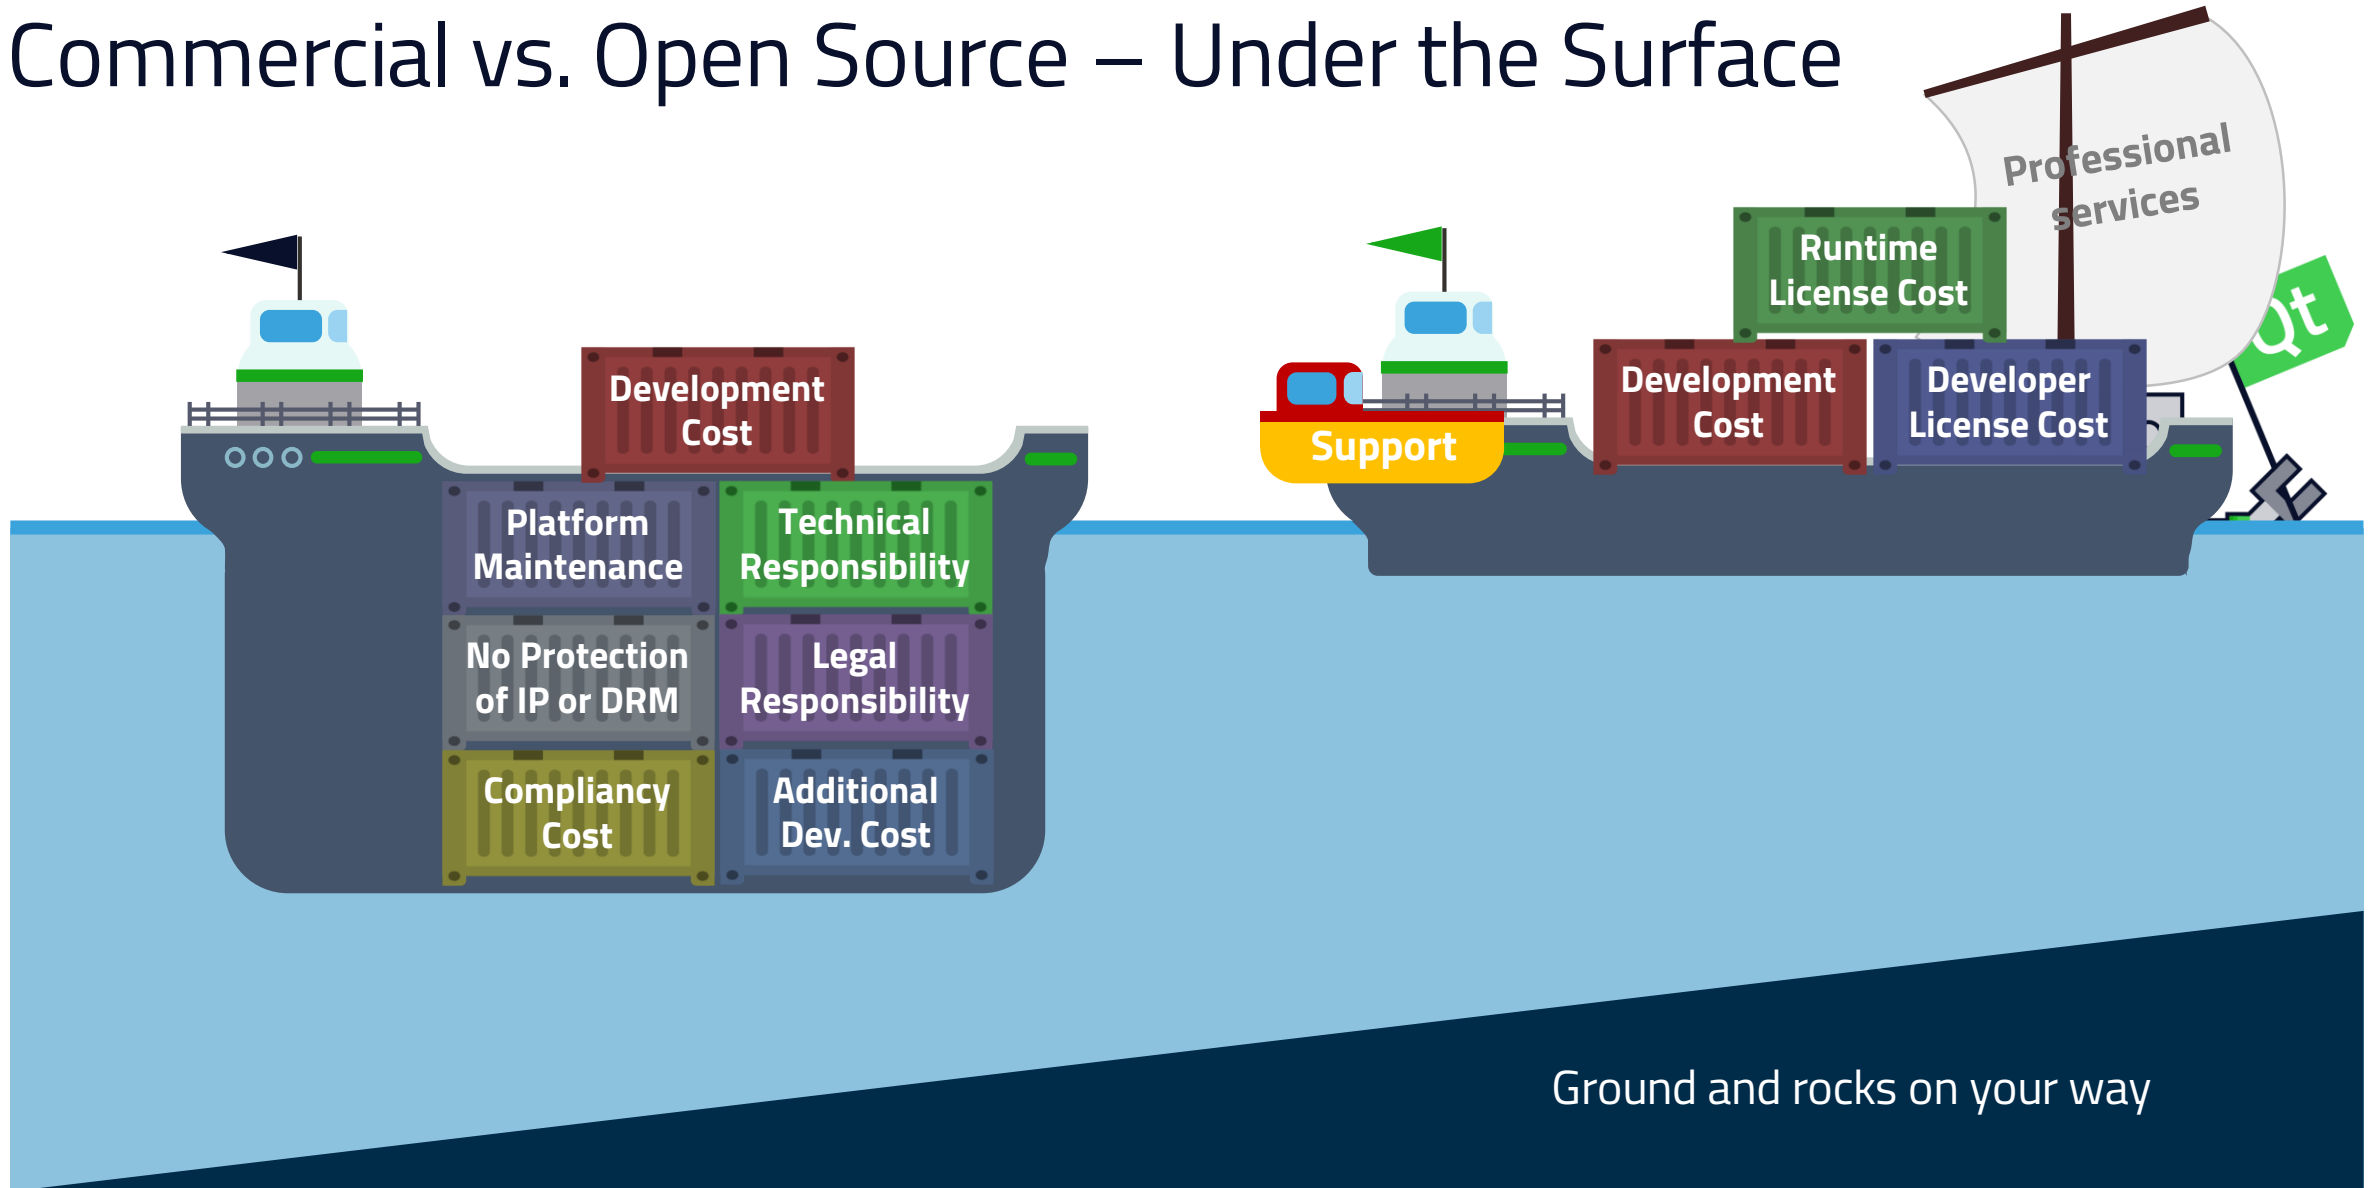 Commercial vs. Open Source – Under the Surface
Development
Cost
Platform
Maintenance
Technical
Responsibility
No Protection
of IP or DRM
Legal
Responsibility
Compliancy
Cost
Additional
Dev. Cost
Professional
services
Qt
Runtime
License Cost
Support
Development
Cost
Developer
License Cost
Ground and rocks on your way